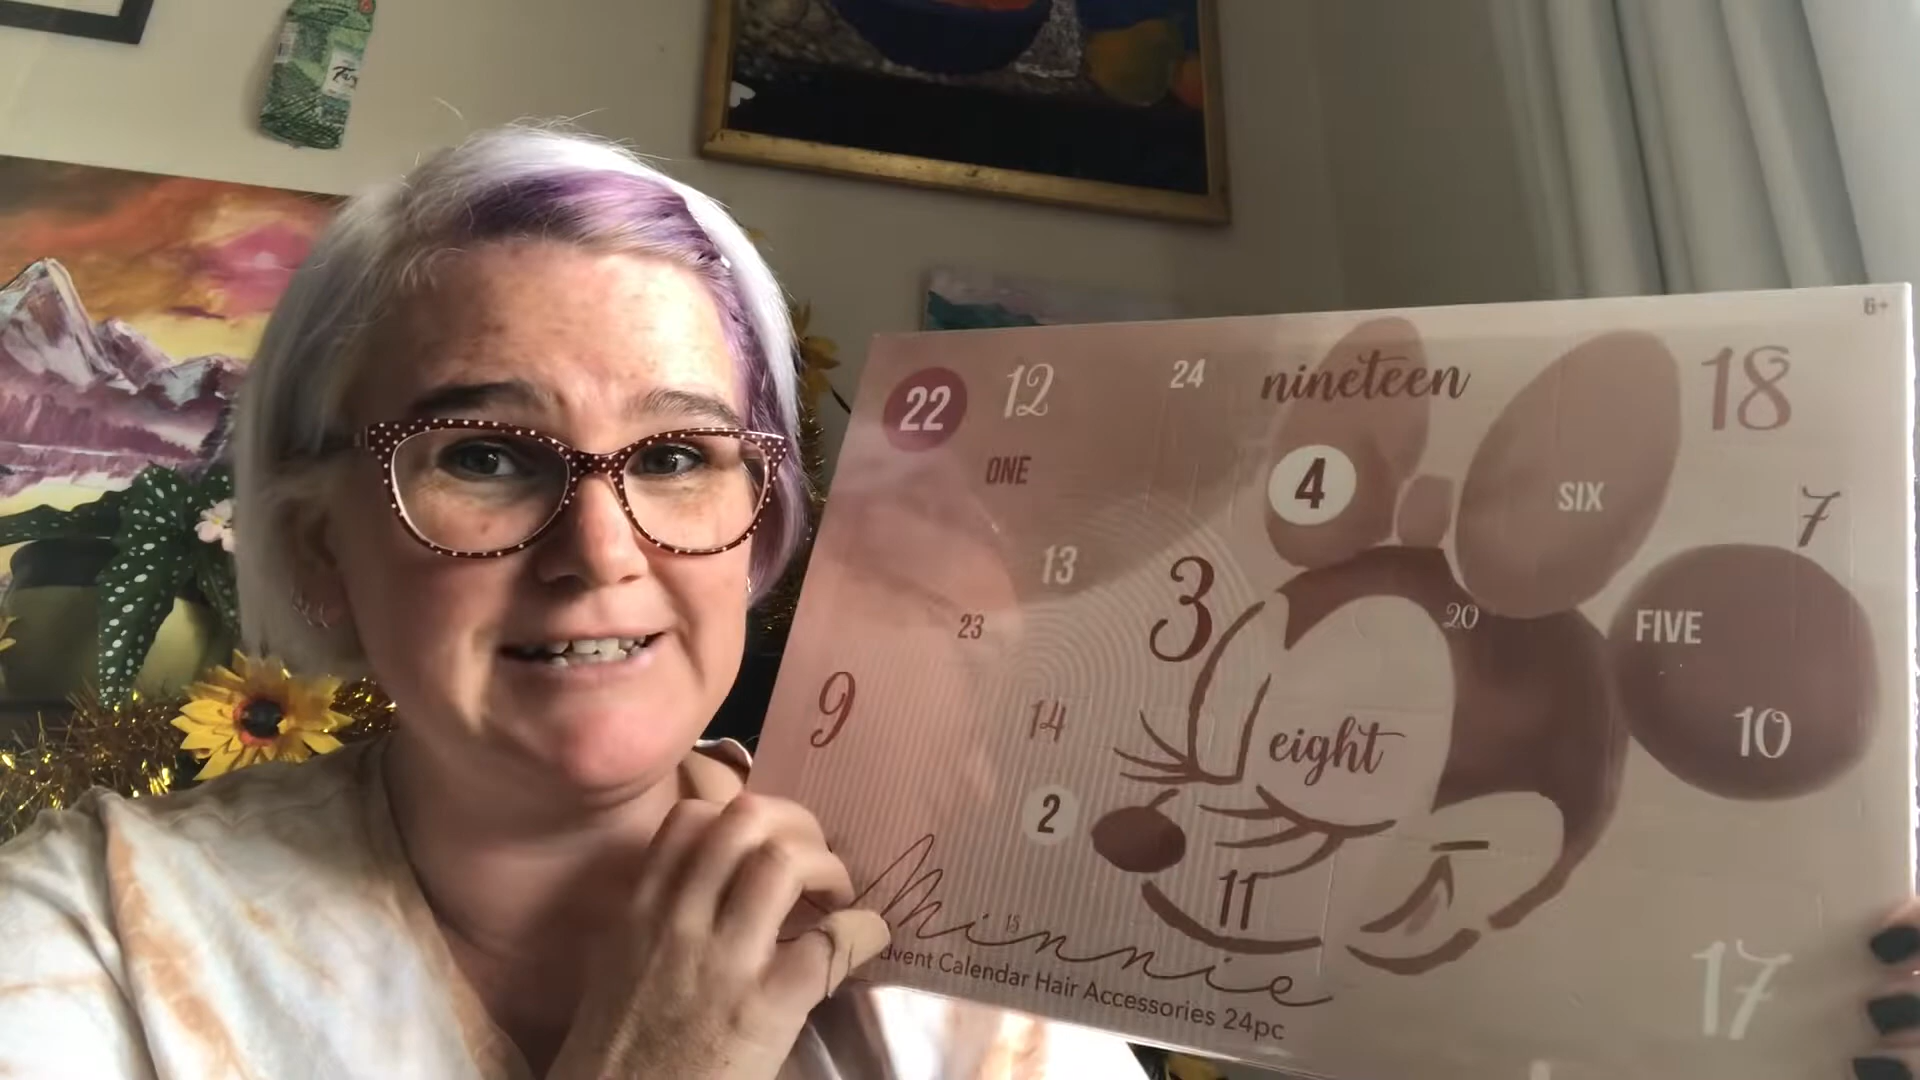 6+
22
12
24
nineteen
18
ONE
4
SIX
7
13
3
20
FIVE
23
9
14
eight
10
2
11
15
Minnie
dvent Calendar Hair Accessories 24pc
17